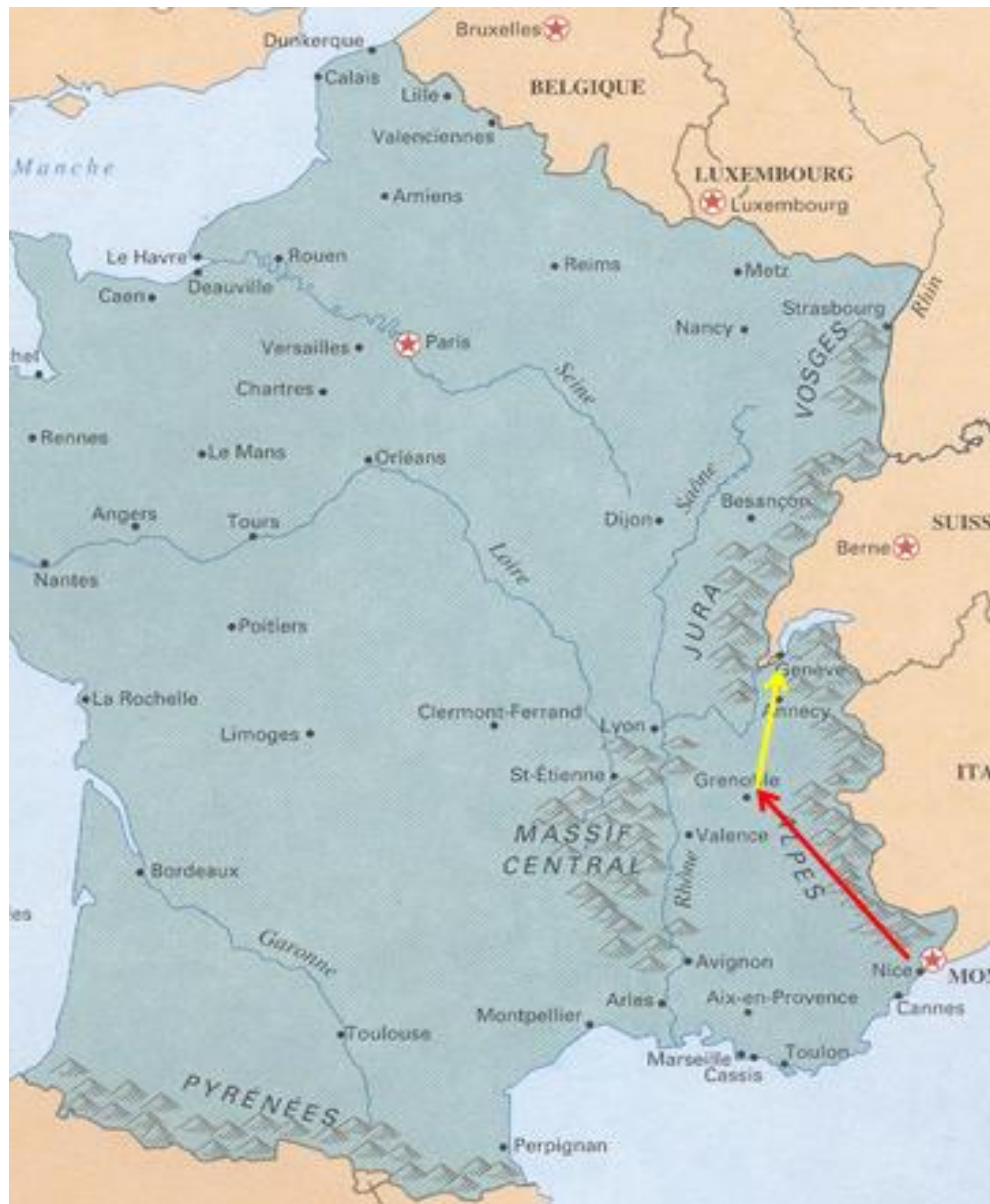 Dunkerque
Bruxelles
Calais
Lille
BELGIQUE
Valenciennes
Manche
LUXEMBOURG
Amiens
Luxembourg
Le Havre
Rouen
Reims
Metz
Deauville
Caen
Strasbourg
Rhin
Nancy
Versailles
Paris
hel
VOSGES
Chartres
Seine
Rennes
Le Mans
Orléans
Saône
Besançon
Angers
Tours
Dijon
SUISS
Berne
Loire
Nantes
JURA
Poitiers
Genève
La Rochelle
Annecy
Clermont-Ferrand
Lyon
Limoges
St-Étienne
Grenoble
ITA
MASSIF
CENTRAL
Valence
ALPES
Bordeaux
Rhône
es
Garonne
Avignon
Nice
MON
Arles
Aix-en-Provence
Cannes
Montpellier
Toulouse
Marseille
Toulon
Cassis
PYRÉNÉES
Perpignan